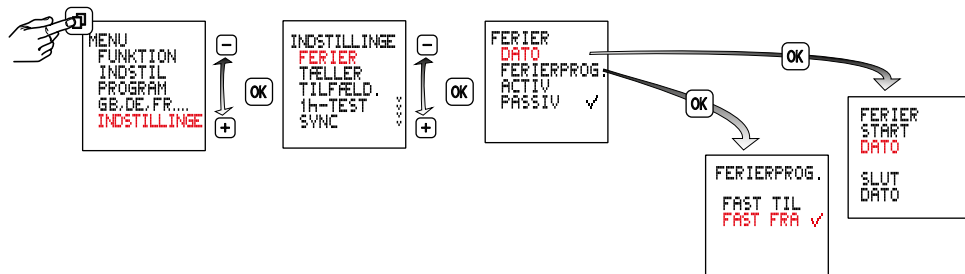 MENU
FUNKTION
INDSTIL
PROGRAM
GB,DE,FR....
INDSTILLINGE
−
OK
+
INDSTILLINGE
FERIER
TÆLLER
TILFÆLD.
1h-TEST
SYNC
−
OK
+
FERIER
DATO
FERIERPROG.
ACTIV
PASSIV ✓
OK
OK
FERIERPROG.
FAST TIL
FAST FRA ✓
FERIER
START
DATO
SLUT
DATO